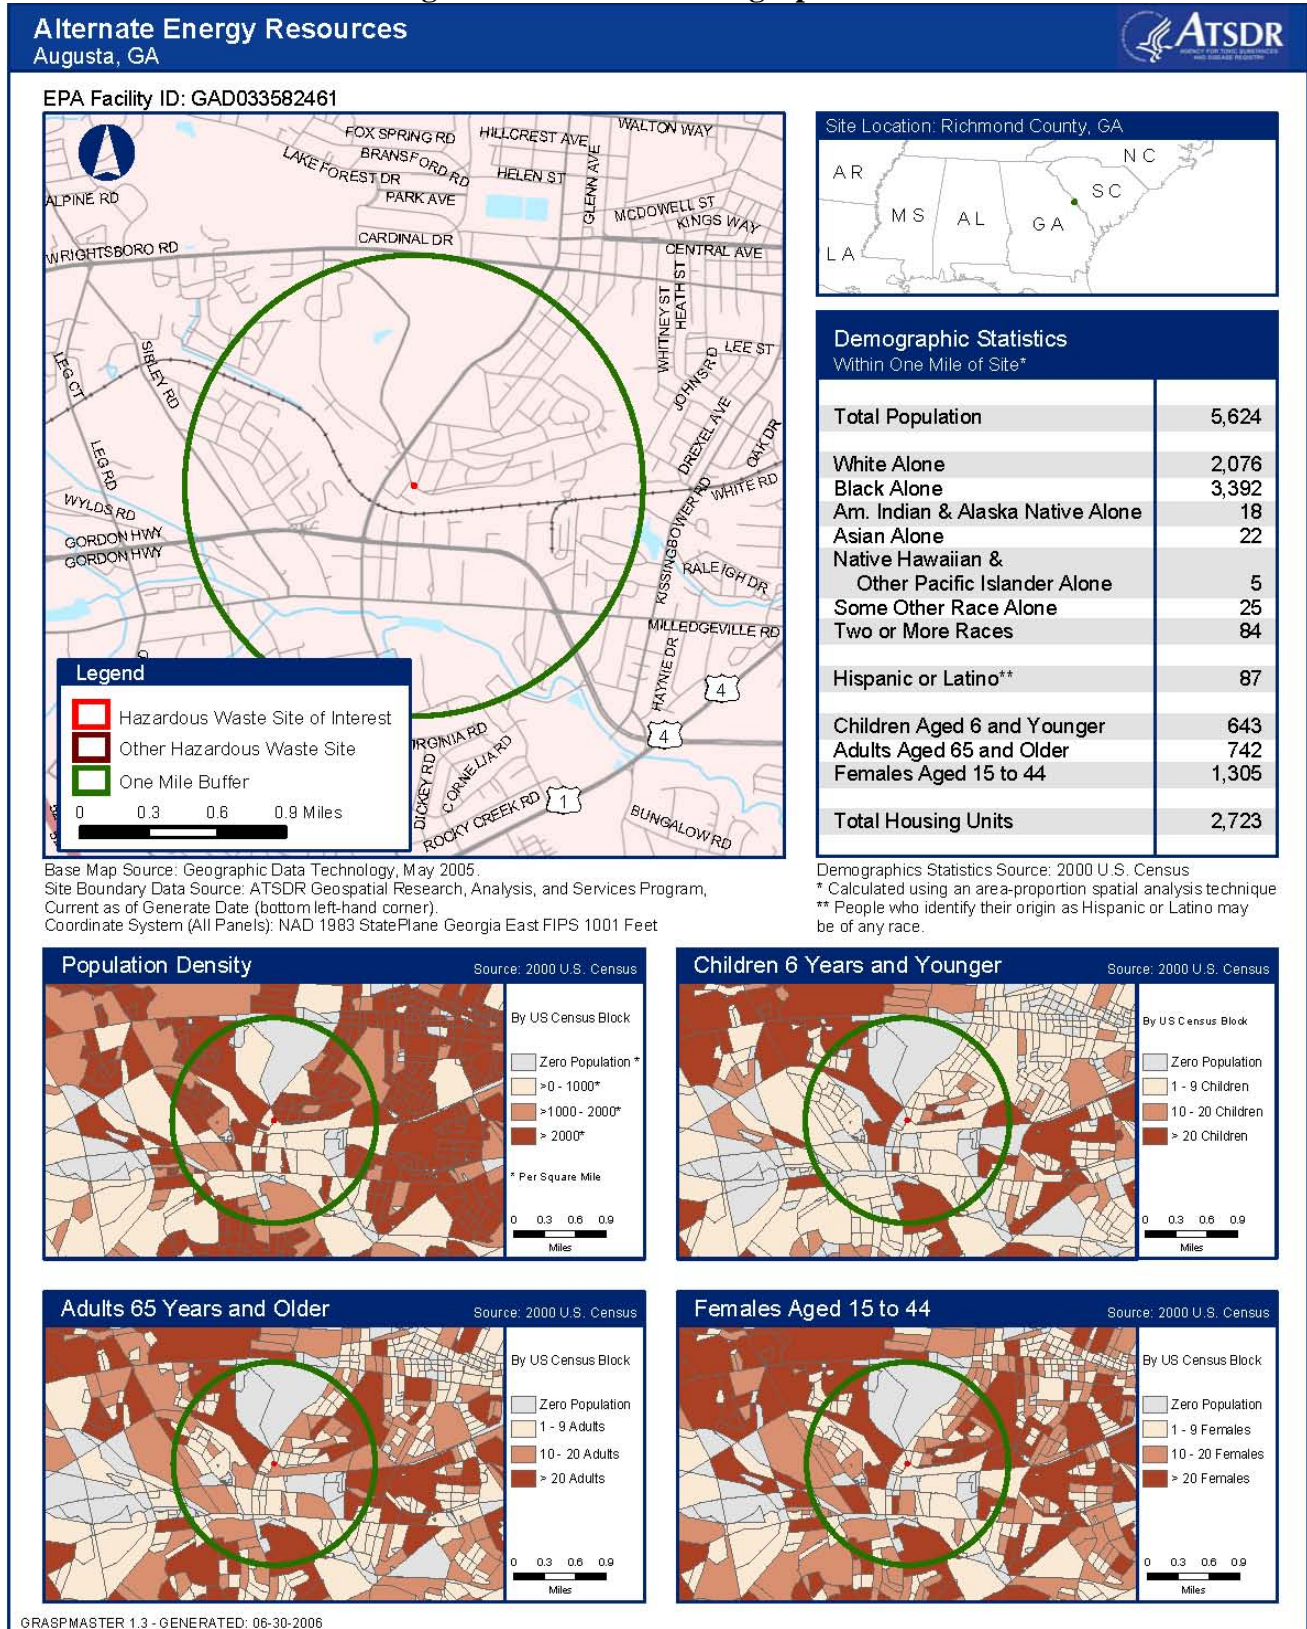 Alternate Energy Resources
Augusta, GA
ATSDR
AGENCY FOR TOXIC SUBSTANCES
AND DISEASE REGISTRY
EPA Facility ID: GAD033582461
FOX SPRING RD
HILLCREST AVE
WALTON WAY
BRANSFORD RD
LAKE FOREST DR
HELEN ST
GLENN AVE
ALPINE RD
PARK AVE
MCDOWELL ST
KINGS WAY
CARDINAL DR
WRIGHTSBORO RD
CENTRAL AVE
WHITNEY ST
HEATH ST
LEE ST
SIBLEY RD
LEG CT
JOHNS RD
DREXEL AVE
OAK DR
LEG RD
WHITE RD
WYLDS RD
GORDON HWY
GORDON HWY
KISSINGBOWER RD
RALEIGH DR
MILLEDGEVILLE RD
HAYNIE DR
4
4
1
RGINIA RD
DICKEY RD
CORNELIA RD
ROCKY CREEK RD
BUNGALOW RD
Legend
Hazardous Waste Site of Interest
Other Hazardous Waste Site
One Mile Buffer
0 0.3 0.6 0.9 Miles
Site Location: Richmond County, GA
AR
NC
SC
MS
AL
GA
LA
Demographic Statistics
Within One Mile of Site*
Total Population 5,624
White Alone 2,076
Black Alone 3,392
Am. Indian & Alaska Native Alone 18
Asian Alone 22
Native Hawaiian &
Other Pacific Islander Alone 5
Some Other Race Alone 25
Two or More Races 84
Hispanic or Latino** 87
Children Aged 6 and Younger 643
Adults Aged 65 and Older 742
Females Aged 15 to 44 1,305
Total Housing Units 2,723
Base Map Source: Geographic Data Technology, May 2005.
Site Boundary Data Source: ATSDR Geospatial Research, Analysis, and Services Program,
Current as of Generate Date (bottom left-hand corner).
Coordinate System (All Panels): NAD 1983 StatePlane Georgia East FIPS 1001 Feet
Demographics Statistics Source: 2000 U.S. Census
* Calculated using an area-proportion spatial analysis technique
** People who identify their origin as Hispanic or Latino may
be of any race.
Population Density Source: 2000 U.S. Census
By US Census Block
Zero Population *
>0 - 1000*
>1000 - 2000*
> 2000*
* Per Square Mile
0 0.3 0.6 0.9
Miles
Children 6 Years and Younger Source: 2000 U.S. Census
By US Census Block
Zero Population
1 - 9 Children
10 - 20 Children
> 20 Children
0 0.3 0.6 0.9
Miles
Adults 65 Years and Older Source: 2000 U.S. Census
By US Census Block
Zero Population
1 - 9 Adults
10 - 20 Adults
> 20 Adults
0 0.3 0.6 0.9
Miles
Females Aged 15 to 44 Source: 2000 U.S. Census
By US Census Block
Zero Population
1 - 9 Females
10 - 20 Females
> 20 Females
0 0.3 0.6 0.9
Miles
GRASPMASTER 1.3 - GENERATED: 06-30-2006